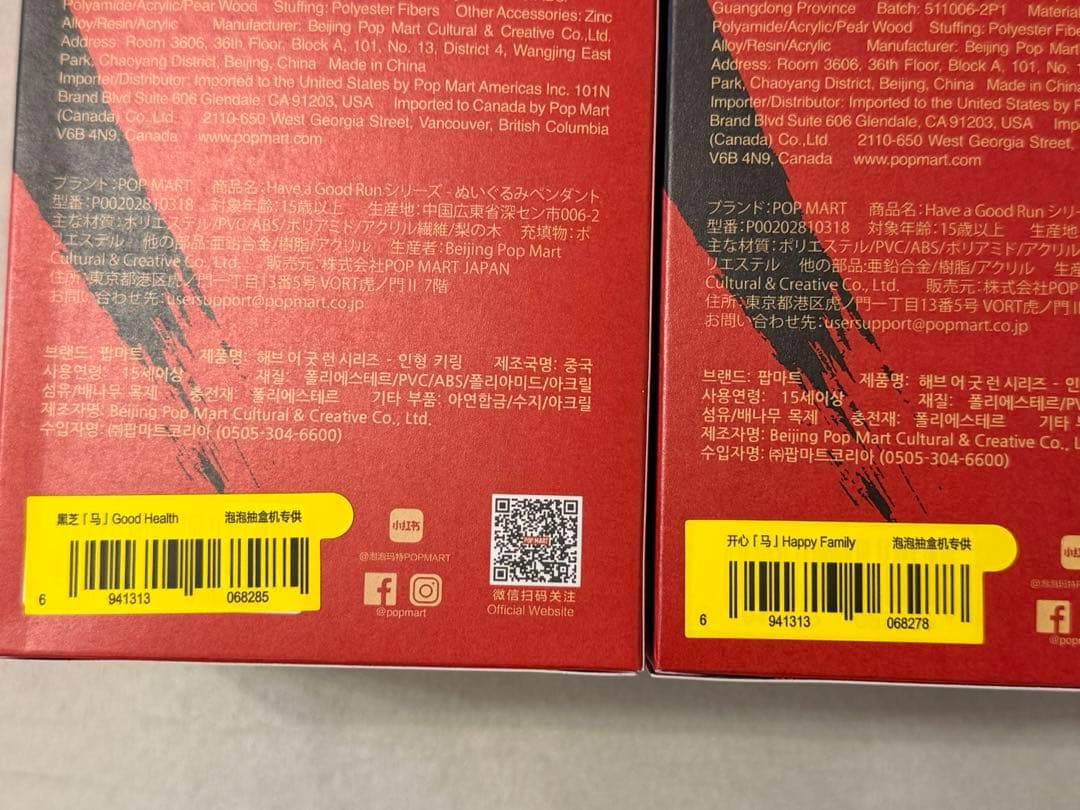 Polyamide/Acrylic/Pear Wood Stuffing: Polyester Fibers Other Accessories: Zinc
Alloy/Resin/Acrylic Manufacturer: Beijing Pop Mart Cultural & Creative Co.,Ltd.
Address: Room 3606, 36th Floor, Block A, 101, No. 13, District 4, Wangjing East
Park, Chaoyang District, Beijing, China Made in China
Importer/Distributor: Imported to the United States by Pop Mart Americas Inc. 101N
Brand Blvd Suite 606 Glendale, CA 91203, USA Imported to Canada by Pop Mart
(Canada) Co.,Ltd. 2110-650 West Georgia Street, Vancouver, British Columbia
V6B 4N9, Canada www.popmart.com
ブランド:POP MART 商品名:Have a Good Runシリーズ - ぬいぐるみペンダント
型番:P00202810318 対象年齢:15歳以上 生産地:中国広東省深セン市006-2
主な材質:ポリエステル/PVC/ABS/ポリアミド/アクリル繊維/梨の木 充填物:ポ
リエステル 他の部品:亜鉛合金/樹脂/アクリル 生産者:Beijing Pop Mart
Cultural & Creative Co., Ltd. 販売元:株式会社POP MART JAPAN
住所:東京都港区虎ノ門一丁目13番5号 VORT虎ノ門Ⅱ 7階
お問い合わせ先:usersupport@popmart.co.jp
브랜드: 팝마트 제품명: 해브 어 굿 런 시리즈 - 인형 키링 제조국명: 중국
사용연령: 15세이상 재질: 폴리에스테르/PVC/ABS/폴리아미드/아크릴
섬유/배나무 목제 충전재: 폴리에스테르 기타 부품: 아연합금/수지/아크릴
제조자명: Beijing Pop Mart Cultural & Creative Co., Ltd.
수입자명: ㈜팝마트코리아 (0505-304-6600)
黑芝「马」Good Health 泡泡抽盒机专供
6 941313 068285
小红书
@泡泡玛特POPMART
@popmart
POP MART
微信扫码关注
Official Website
Guangdong Province Batch: 511006-2P1 Material
Polyamide/Acrylic/Pear Wood Stuffing: Polyester Fibe
Alloy/Resin/Acrylic Manufacturer: Beijing Pop Mart
Address: Room 3606, 36th Floor, Block A, 101, No. 1
Park, Chaoyang District, Beijing, China Made in China
Importer/Distributor: Imported to the United States by P
Brand Blvd Suite 606 Glendale, CA 91203, USA Imp
(Canada) Co.,Ltd. 2110-650 West Georgia Street,
V6B 4N9, Canada www.popmart.com
ブランド:POP MART 商品名:Have a Good Runシリー
型番:P00202810318 対象年齢:15歳以上 生産地
主な材質:ポリエステル/PVC/ABS/ポリアミド/アクリル
リエステル 他の部品:亜鉛合金/樹脂/アクリル 生産
Cultural & Creative Co., Ltd. 販売元:株式会社POP
住所:東京都港区虎ノ門一丁目13番5号 VORT虎ノ門Ⅱ
お問い合わせ先:usersupport@popmart.co.jp
브랜드: 팝마트 제품명: 해브 어 굿 런 시리즈 - 인
사용연령: 15세이상 재질: 폴리에스테르/PV
섬유/배나무 목제 충전재: 폴리에스테르 기타
제조자명: Beijing Pop Mart Cultural & Creative Co., L
수입자명: ㈜팝마트코리아 (0505-304-6600)
开心「马」Happy Family 泡泡抽盒机专供
6 941313 068278
小红
@泡泡玛特
@popm